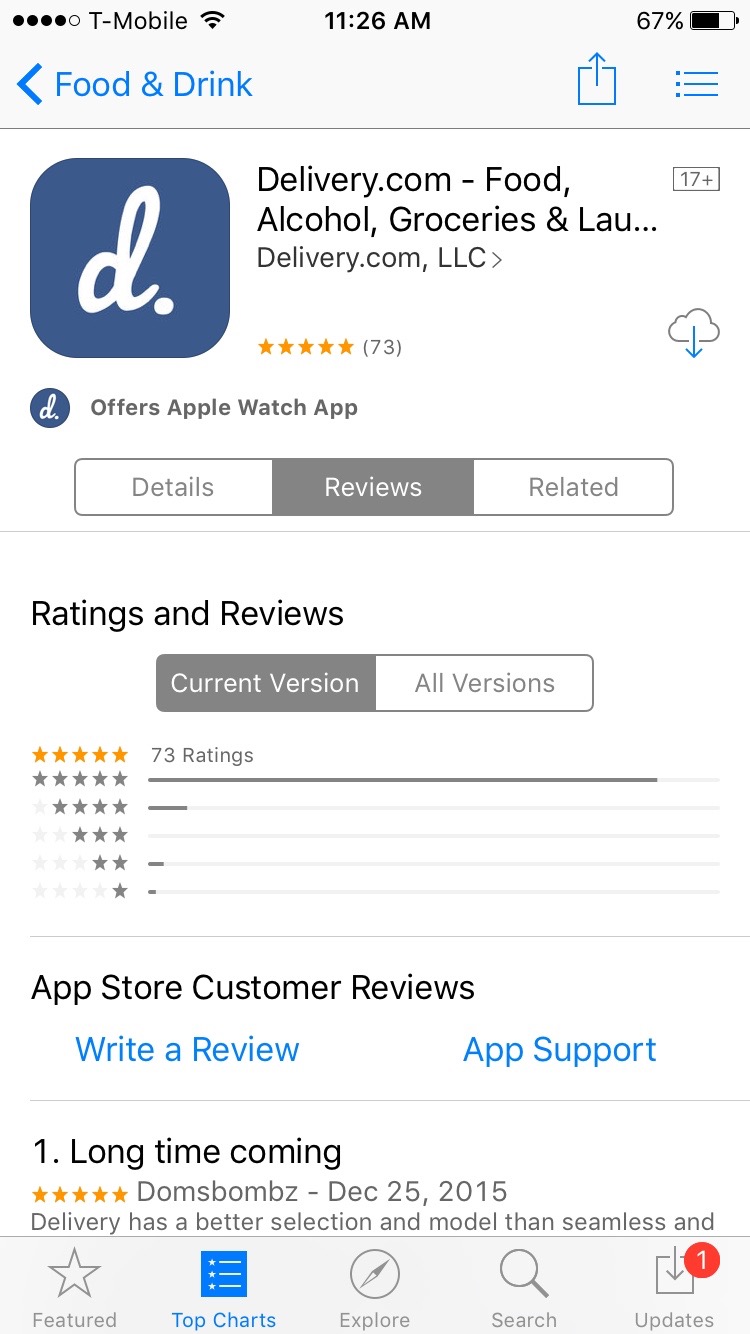 T-Mobile 11:26 AM 67%
Food & Drink
d.
Delivery.com - Food, 17+
Alcohol, Groceries & Lau...
Delivery.com, LLC >
(73)
d. Offers Apple Watch App
Details Reviews Related
Ratings and Reviews
Current Version All Versions
73 Ratings
App Store Customer Reviews
Write a Review App Support
1. Long time coming
Domsbombz - Dec 25, 2015
Delivery has a better selection and model than seamless and
1
Featured Top Charts Explore Search Updates